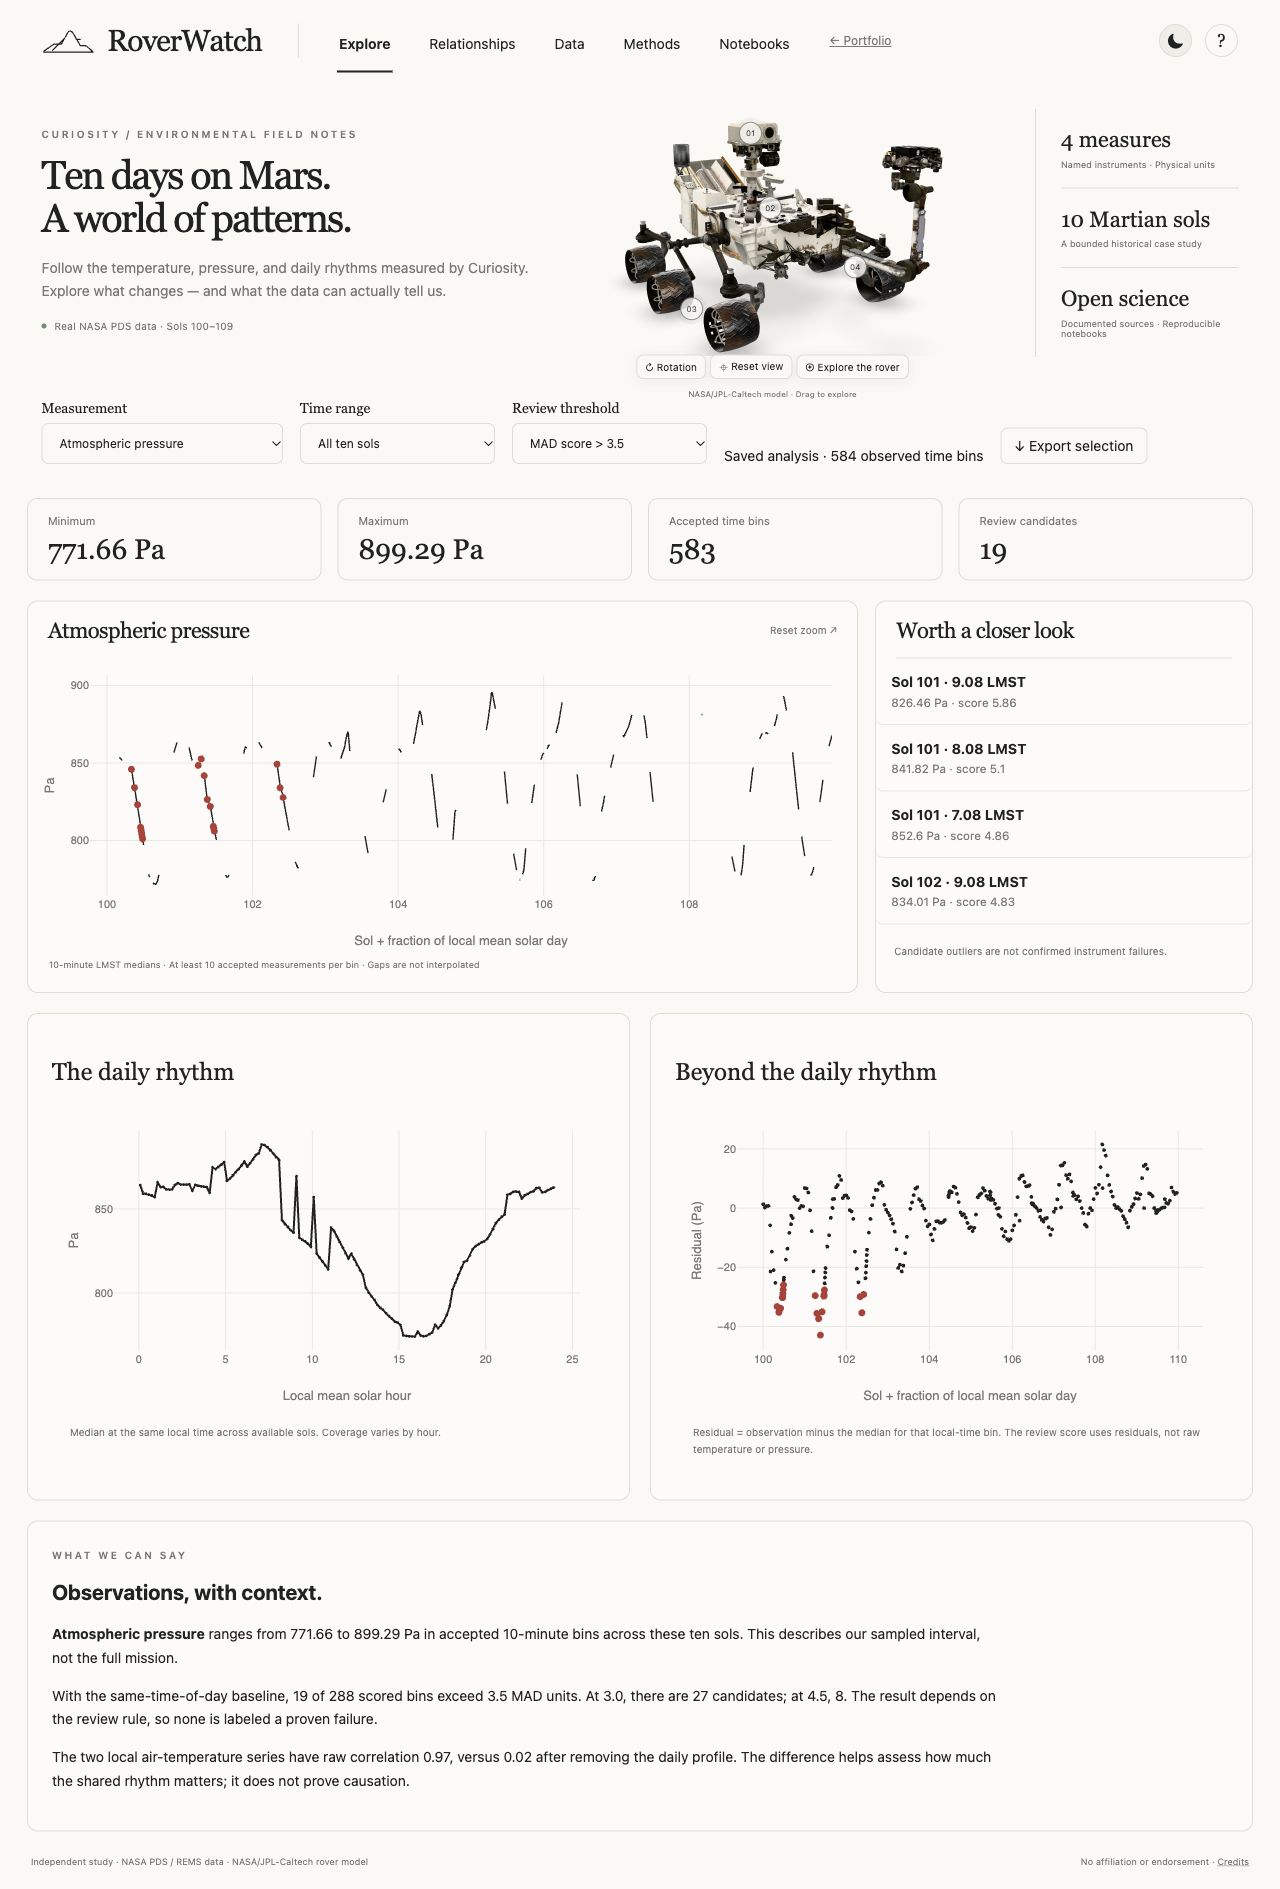 RoverWatch
Explore
Relationships
Data
Methods
Notebooks
← Portfolio
?
CURIOSITY / ENVIRONMENTAL FIELD NOTES
Ten days on Mars.
A world of patterns.
Follow the temperature, pressure, and daily rhythms measured by Curiosity.
Explore what changes — and what the data can actually tell us.
Real NASA PDS data · Sols 100–109
01
02
03
04
Rotation
Reset view
Explore the rover
NASA/JPL-Caltech model · Drag to explore
4 measures
Named instruments · Physical units
10 Martian sols
A bounded historical case study
Open science
Documented sources · Reproducible
notebooks
Measurement
Atmospheric pressure
Time range
All ten sols
Review threshold
MAD score > 3.5
Saved analysis · 584 observed time bins
↓ Export selection
Minimum
771.66 Pa
Maximum
899.29 Pa
Accepted time bins
583
Review candidates
19
Atmospheric pressure
Reset zoom ↗
900
850
800
Pa
100
102
104
106
108
Sol + fraction of local mean solar day
10-minute LMST medians · At least 10 accepted measurements per bin · Gaps are not interpolated
Worth a closer look
Sol 101 · 9.08 LMST
826.46 Pa · score 5.86
Sol 101 · 8.08 LMST
841.82 Pa · score 5.1
Sol 101 · 7.08 LMST
852.6 Pa · score 4.86
Sol 102 · 9.08 LMST
834.01 Pa · score 4.83
Candidate outliers are not confirmed instrument failures.
The daily rhythm
850
800
Pa
0
5
10
15
20
25
Local mean solar hour
Median at the same local time across available sols. Coverage varies by hour.
Beyond the daily rhythm
20
0
−20
−40
Residual (Pa)
100
102
104
106
108
110
Sol + fraction of local mean solar day
Residual = observation minus the median for that local-time bin. The review score uses residuals, not raw
temperature or pressure.
WHAT WE CAN SAY
Observations, with context.
Atmospheric pressure ranges from 771.66 to 899.29 Pa in accepted 10-minute bins across these ten sols. This describes our sampled interval,
not the full mission.
With the same-time-of-day baseline, 19 of 288 scored bins exceed 3.5 MAD units. At 3.0, there are 27 candidates; at 4.5, 8. The result depends on
the review rule, so none is labeled a proven failure.
The two local air-temperature series have raw correlation 0.97, versus 0.02 after removing the daily profile. The difference helps assess how much
the shared rhythm matters; it does not prove causation.
Independent study · NASA PDS / REMS data · NASA/JPL-Caltech rover model
No affiliation or endorsement · Credits